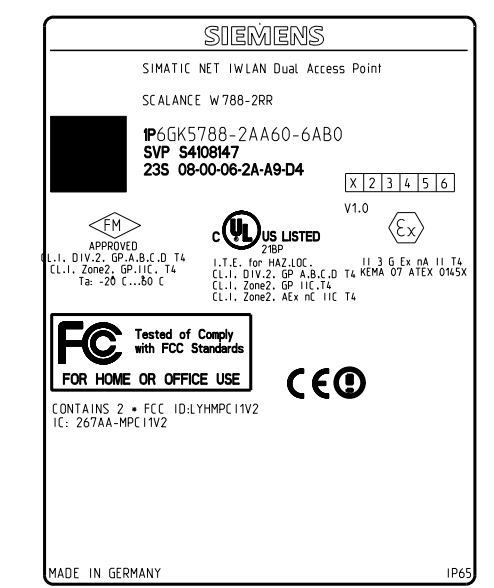 SIEMENS
SIMATIC NET IWLAN Dual Access Point
SCALANCE W788-2RR
1P6GK5788-2AA60-6AB0
SVP S4108147
23S 08-00-06-2A-A9-D4
X 2 3 4 5 6
V1.0
FM
APPROVED
CL.I, DIV.2, GP.A.B.C.D T4
CL.I, Zone2, GP.IIC, T4
Ta: -20 C...60 C
C UL US LISTED
21BP
I.T.E. for HAZ.LOC.
CL.I, DIV.2, GP A.B.C.D T4
CL.I, Zone2, GP IIC,T4
CL.I, Zone2, AEx nC IIC T4
Ex
II 3 G Ex nA II T4
KEMA 07 ATEX 0145X
FC Tested of Comply
with FCC Standards
FOR HOME OR OFFICE USE
CE
CONTAINS 2 * FCC ID:LYHMPCI1V2
IC: 267AA-MPCI1V2
MADE IN GERMANY
IP65